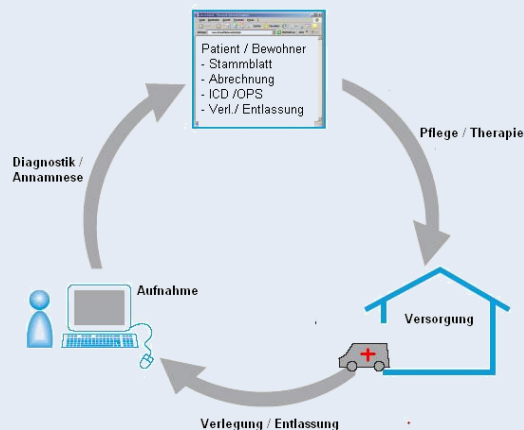 Patient / Bewohner
- Stammblatt
- Abrechnung
- ICD /OPS
- Verl./ Entlassung
Pflege / Therapie
Diagnostik /
Annamnese
Aufnahme
Versorgung
Verlegung / Entlassung